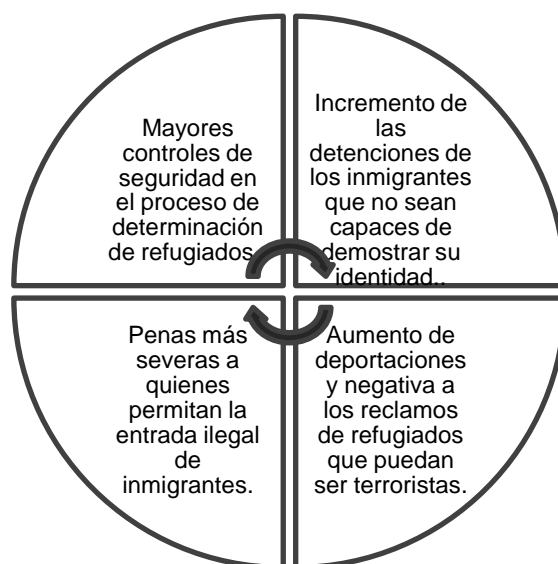 Mayores
controles de
seguridad en
el proceso de
determinación
de refugiados.
Incremento de
las
detenciones de
los inmigrantes
que no sean
capaces de
demostrar su
identidad..
Penas más
severas a
quienes
permitan la
entrada ilegal
de
inmigrantes.
Aumento de
deportaciones
y negativa a
los reclamos
de refugiados
que puedan
ser terroristas.